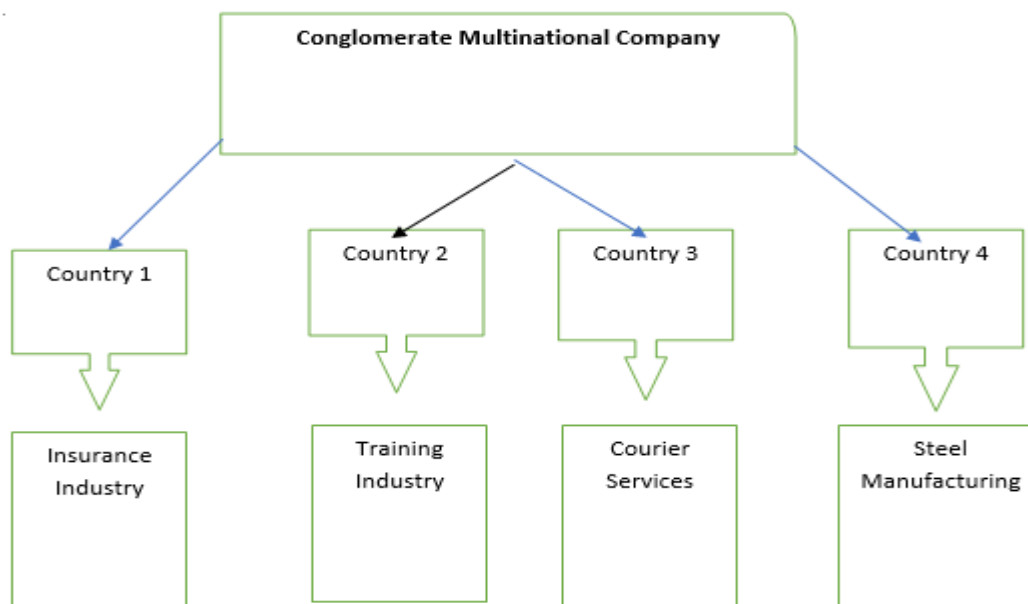 Conglomerate Multinational Company
Country 1
Country 2
Country 3
Country 4
Insurance
Industry
Training
Industry
Courier
Services
Steel
Manufacturing